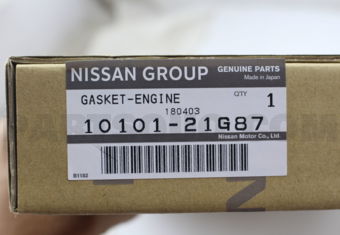 NISSAN GROUP GENUINE PARTS
Made in Japan
GASKET-ENGINE QTY 1
180403
10101-21G87
Nissan Motor Co., Ltd.
B1182